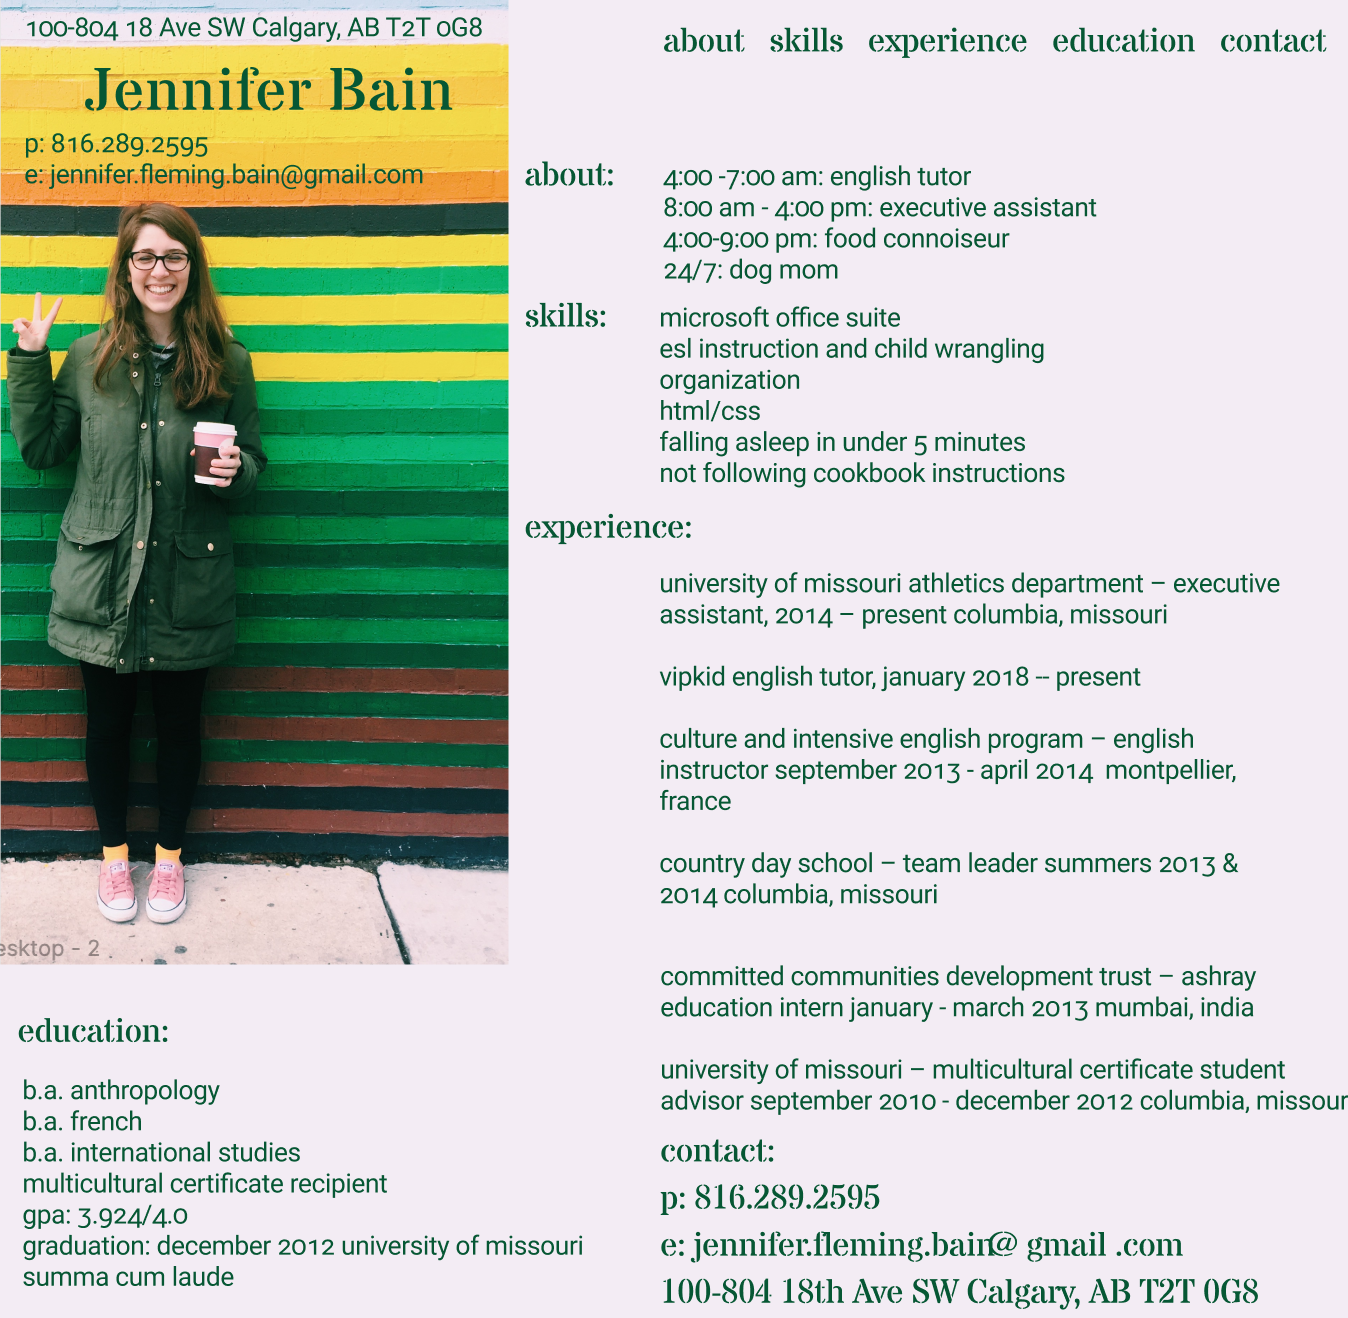 100-804 18 Ave SW Calgary, AB T2T 0G8
Jennifer Bain
p: 816.289.2595
e: jennifer.fleming.bain@gmail.com
about skills experience education contact
about:
4:00 -7:00 am: english tutor
8:00 am - 4:00 pm: executive assistant
4:00-9:00 pm: food connoiseur
24/7: dog mom
skills:
microsoft office suite
esl instruction and child wrangling
organization
html/css
falling asleep in under 5 minutes
not following cookbook instructions
experience:
university of missouri athletics department – executive
assistant, 2014 – present columbia, missouri
vipkid english tutor, january 2018 -- present
culture and intensive english program – english
instructor september 2013 - april 2014 montpellier,
france
country day school – team leader summers 2013 &
2014 columbia, missouri
committed communities development trust – ashray
education intern january - march 2013 mumbai, india
university of missouri – multicultural certificate student
advisor september 2010 - december 2012 columbia, missour
esktop - 2
education:
b.a. anthropology
b.a. french
b.a. international studies
multicultural certificate recipient
gpa: 3.924/4.0
graduation: december 2012 university of missouri
summa cum laude
contact:
p: 816.289.2595
e: jennifer.fleming.bain@ gmail .com
100-804 18th Ave SW Calgary, AB T2T 0G8